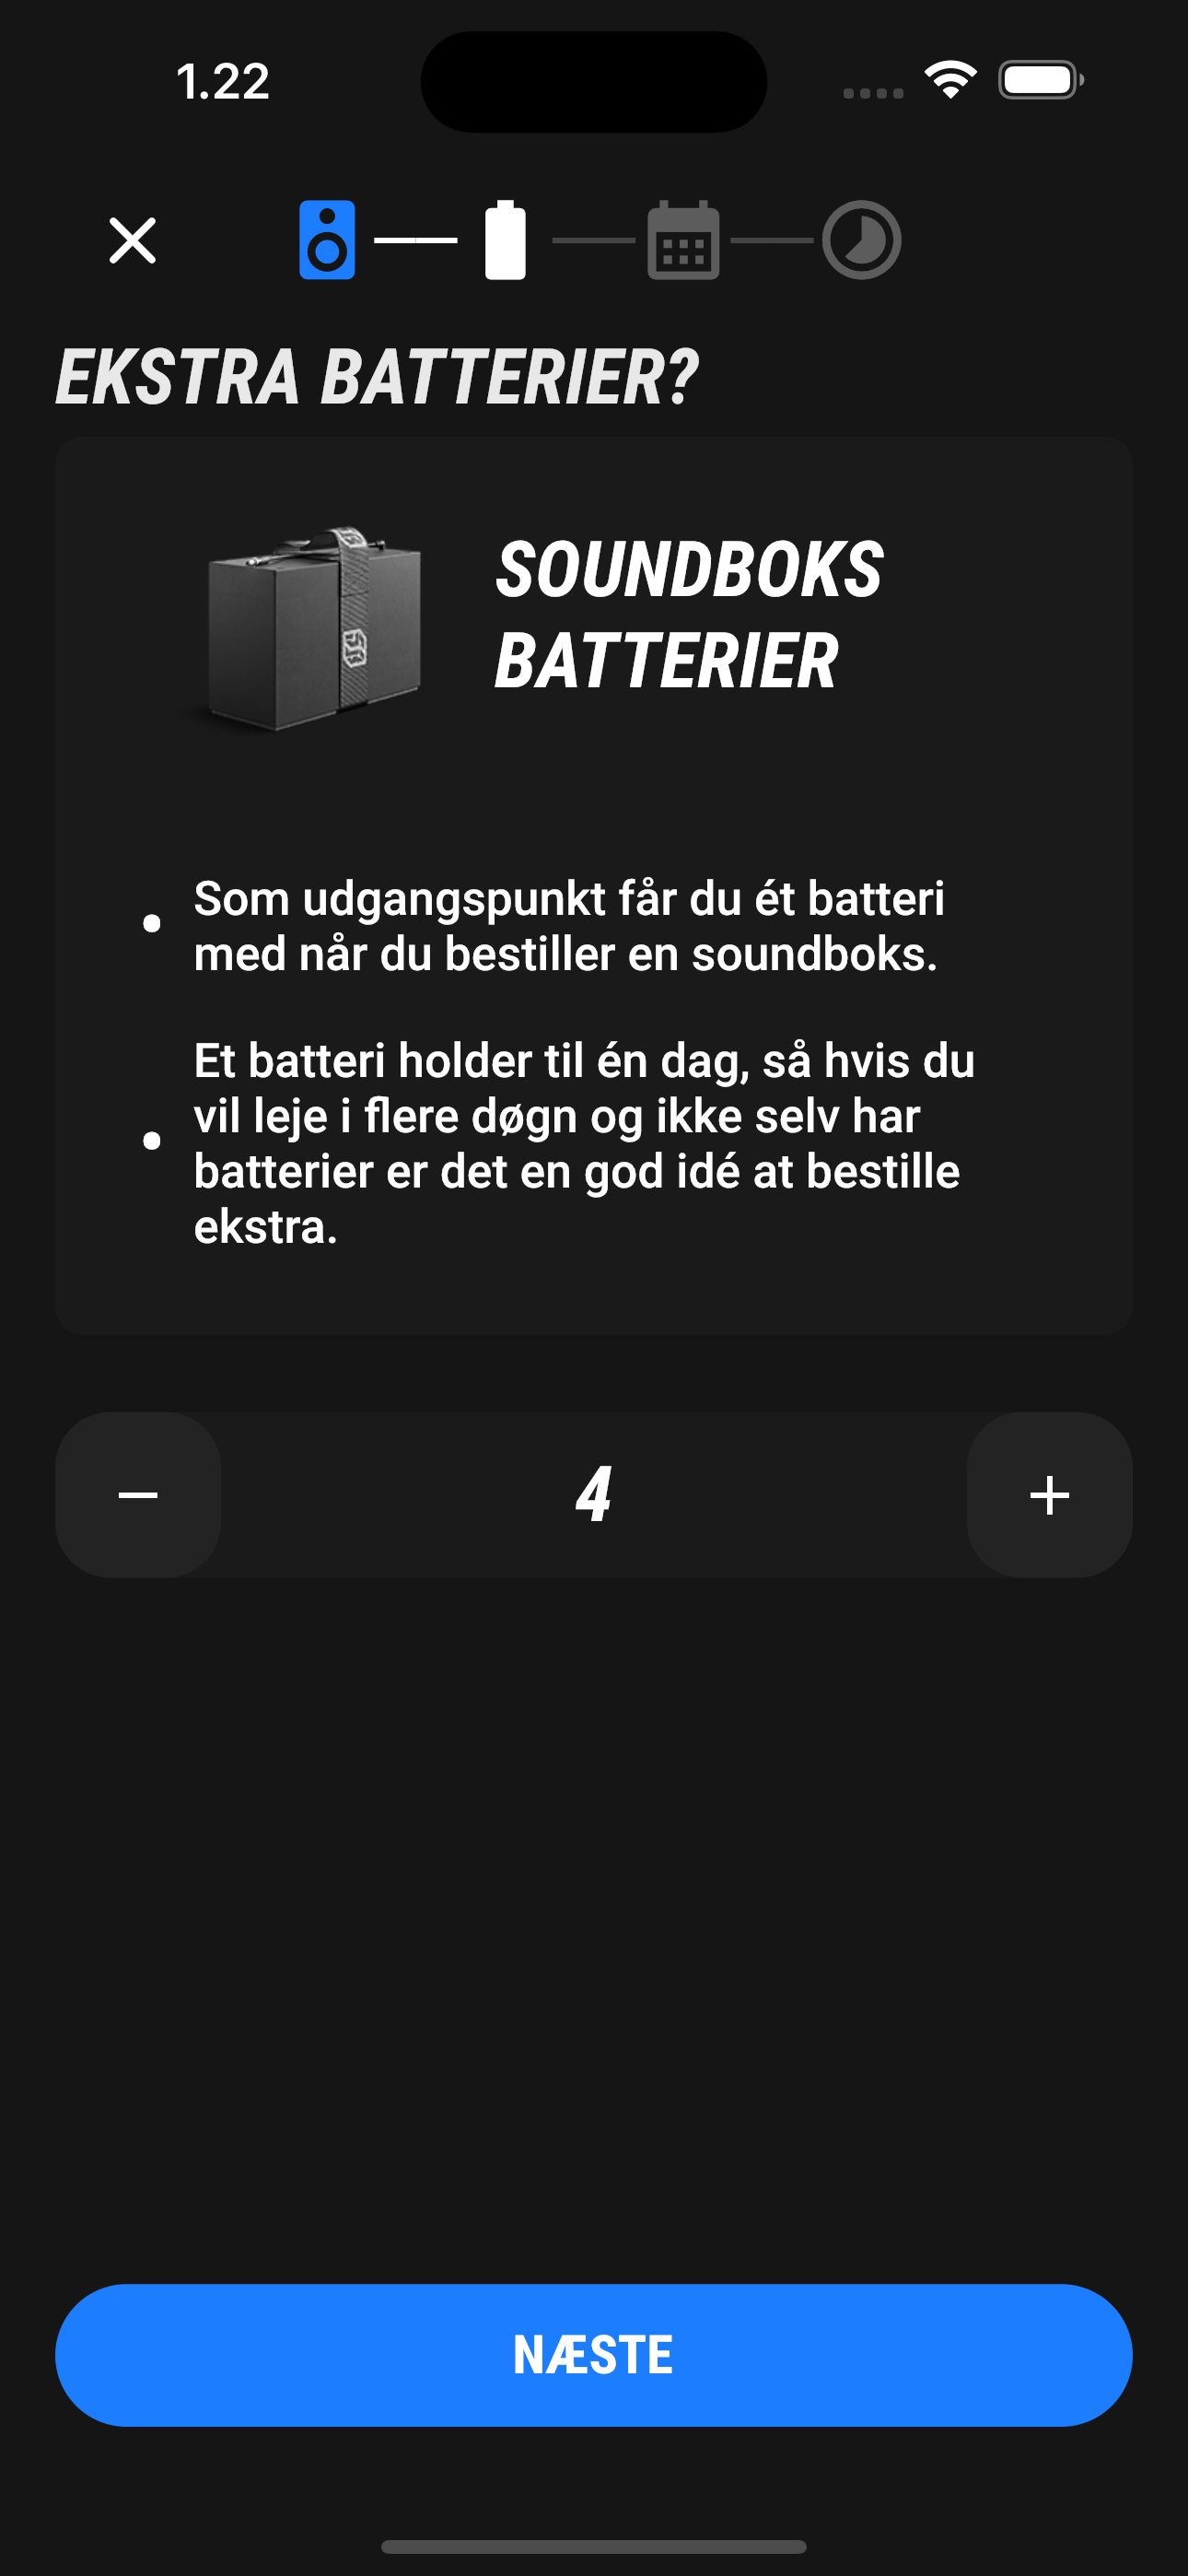 1.22
EKSTRA BATTERIER?
SOUNDBOKS
BATTERIER
• Som udgangspunkt får du ét batteri
med når du bestiller en soundboks.
• Et batteri holder til én dag, så hvis du
vil leje i flere døgn og ikke selv har
batterier er det en god idé at bestille
ekstra.
− 4 +
NÆSTE